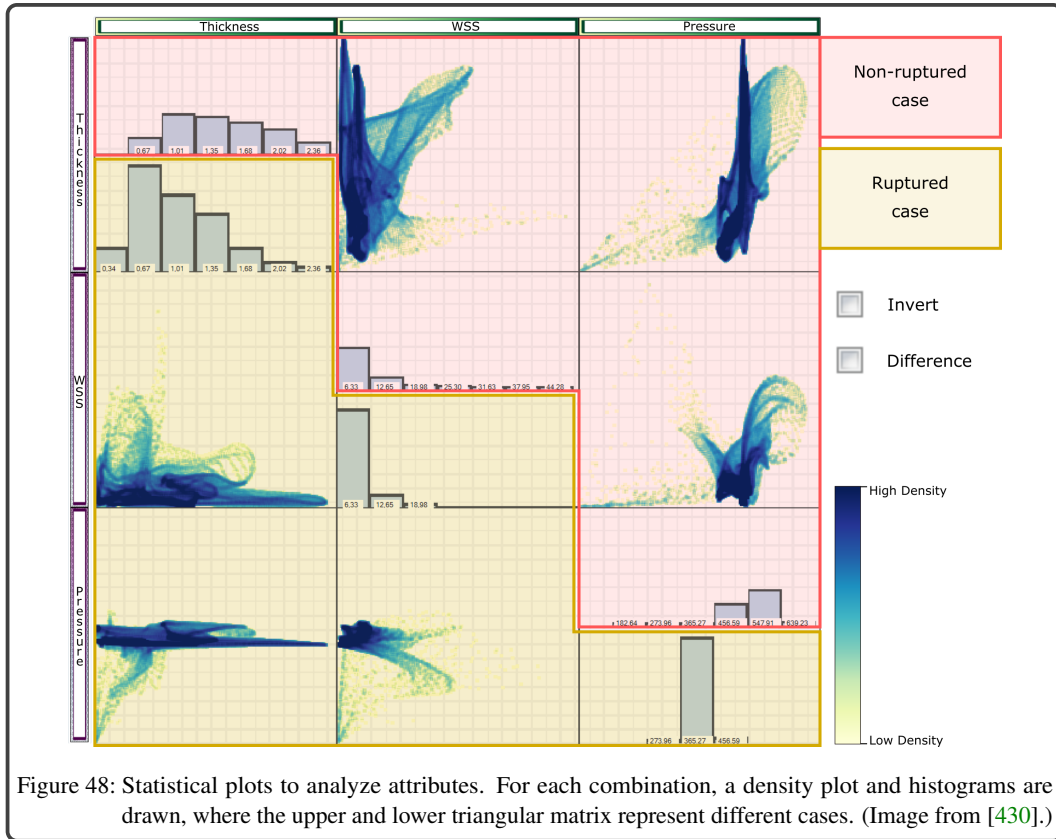 Thickness WSS Pressure
Thickness
Non-ruptured
case
0.67 1.01 1.35 1.68 2.02 2.36
Ruptured
case
0.34 0.67 1.01 1.35 1.68 2.02 2.36
WSS
Invert
Difference
6.33 12.65 18.98 25.30 31.63 37.95 44.28
High Density
6.33 12.65 18.98
Pressure
182.64 273.96 365.27 456.59 547.91 639.23
273.96 365.27 456.59
Low Density
Figure 48: Statistical plots to analyze attributes. For each combination, a density plot and histograms are
drawn, where the upper and lower triangular matrix represent different cases. (Image from [430].)